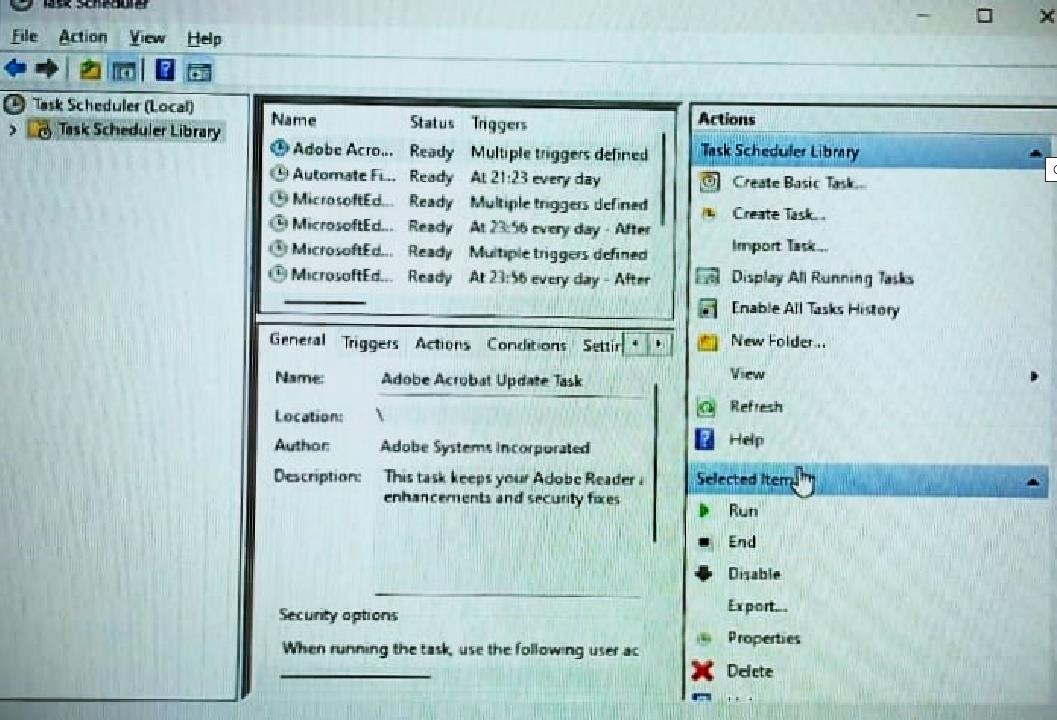 Task Scheduler
File Action View Help
Task Scheduler (Local)
Task Scheduler Library
Name Status Triggers
Adobe Acro... Ready Multiple triggers defined
Automate Fi... Ready At 21:23 every day
MicrosoftEd... Ready Multiple triggers defined
MicrosoftEd... Ready At 23:56 every day - After
MicrosoftEd... Ready Multiple triggers defined
MicrosoftEd... Ready At 23:56 every day - After
General Triggers Actions Conditions Settin
Name: Adobe Acrobat Update Task
Location: \
Author: Adobe Systems Incorporated
Description: This task keeps your Adobe Reader a
enhancements and security fixes
Security options
When running the task, use the following user ac
Actions
Task Scheduler Library
Create Basic Task...
Create Task...
Import Task...
Display All Running Tasks
Enable All Tasks History
New Folder...
View
Refresh
Help
Selected Item
Run
End
Disable
Export...
Properties
Delete